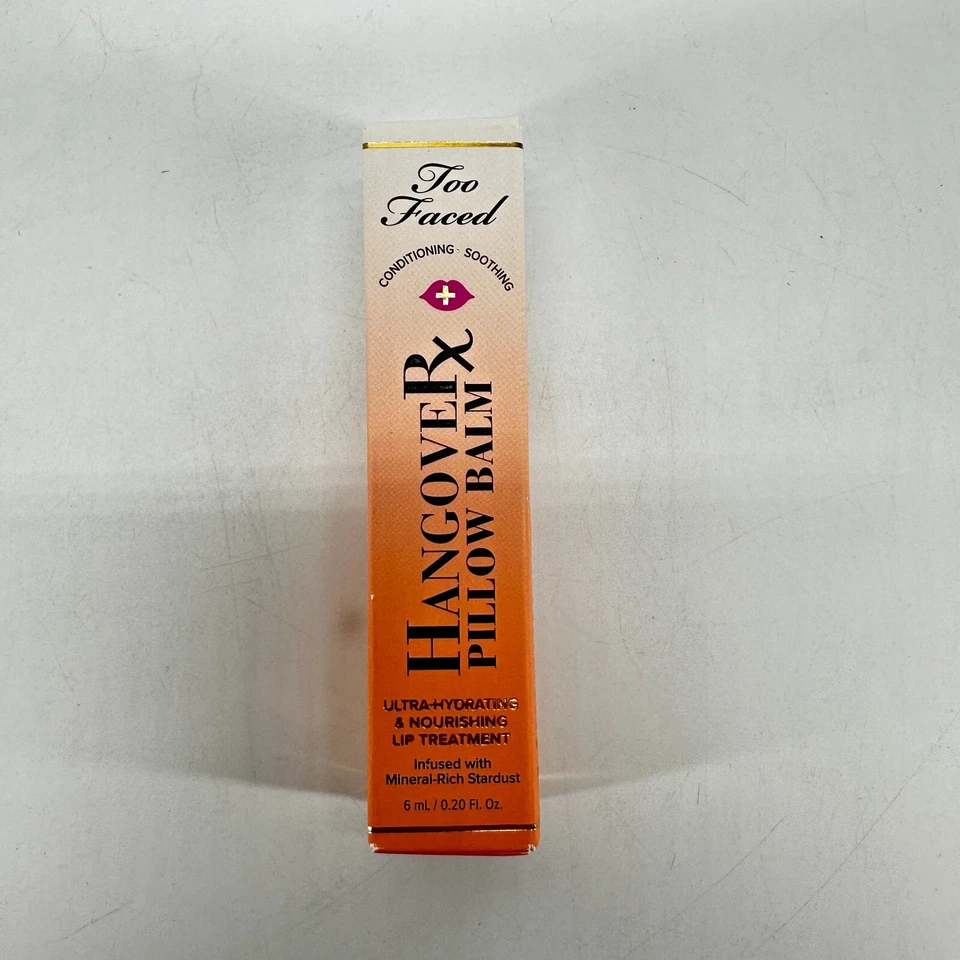 Too
Faced
CONDITIONING · SOOTHING
HANGOVERX
PILLOW BALM
ULTRA-HYDRATING
& NOURISHING
LIP TREATMENT
Infused with
Mineral-Rich Stardust
6 mL / 0.20 Fl. Oz.